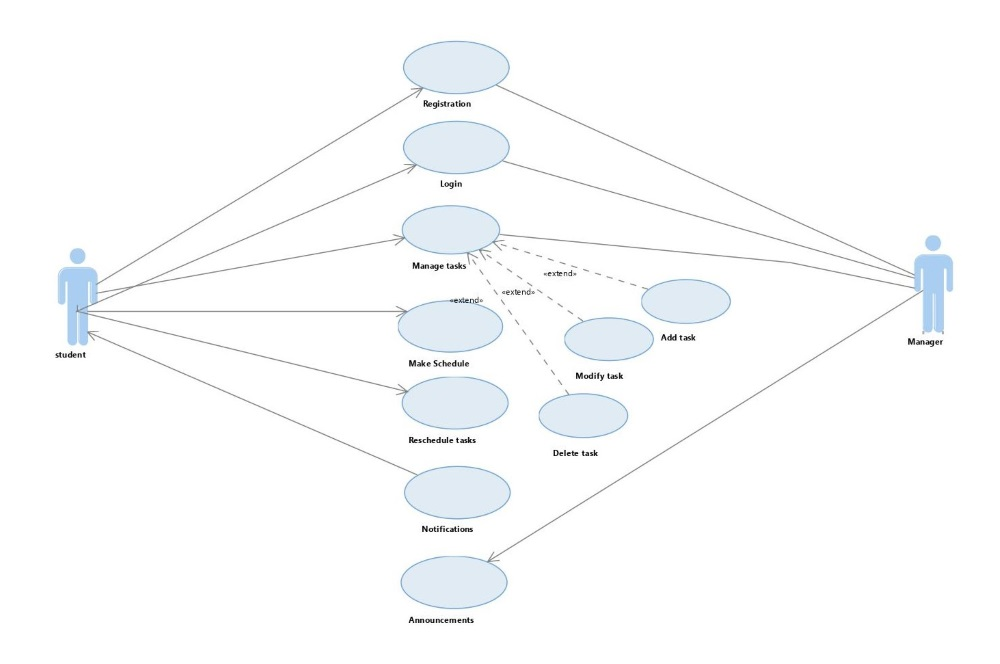 Registration
Login
Manage tasks
«extend»
«extend»
«extend»
Add task
student
Manager
Make Schedule
Modify task
Reschedule tasks
Delete task
Notifications
Announcements